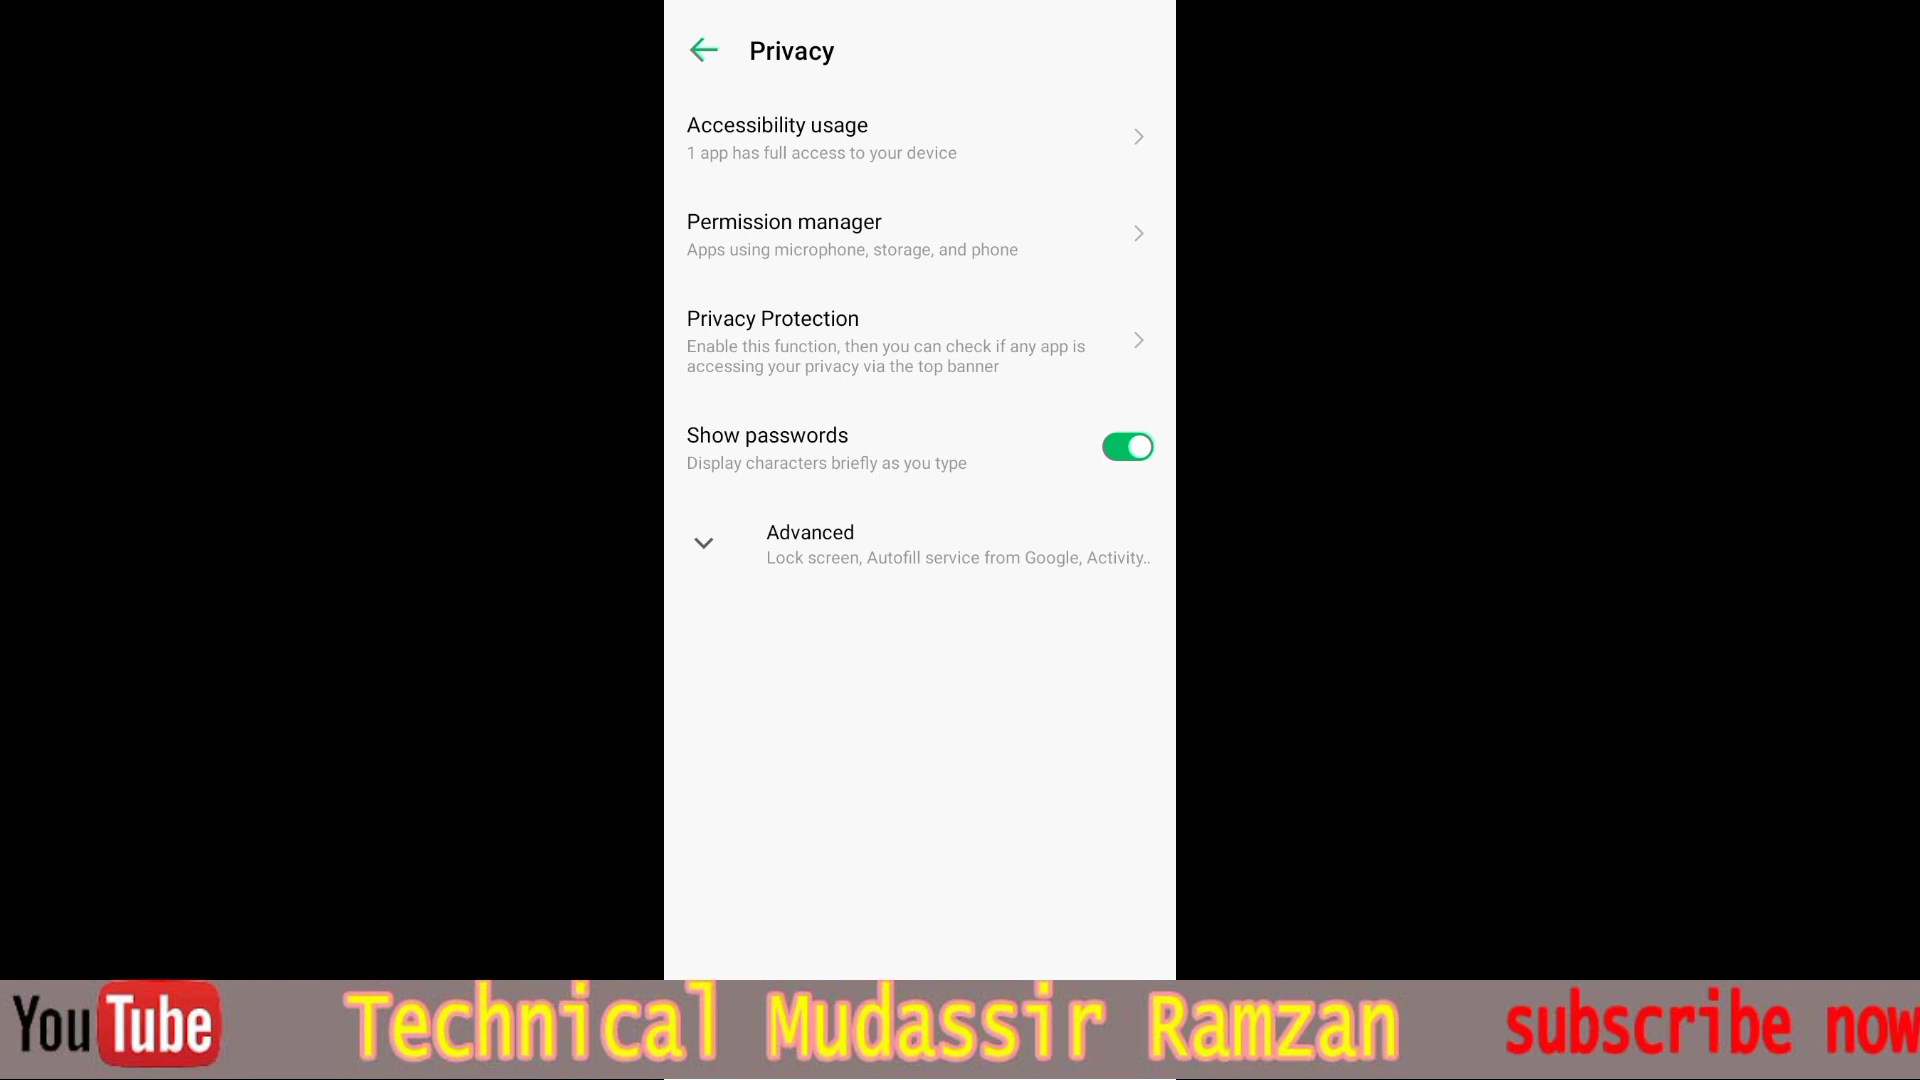 Privacy
Accessibility usage
1 app has full access to your device
Permission manager
Apps using microphone, storage, and phone
Privacy Protection
Enable this function, then you can check if any app is
accessing your privacy via the top banner
Show passwords
Display characters briefly as you type
Advanced
Lock screen, Autofill service from Google, Activity..
YouTube Technical Mudassir Ramzan subscribe now